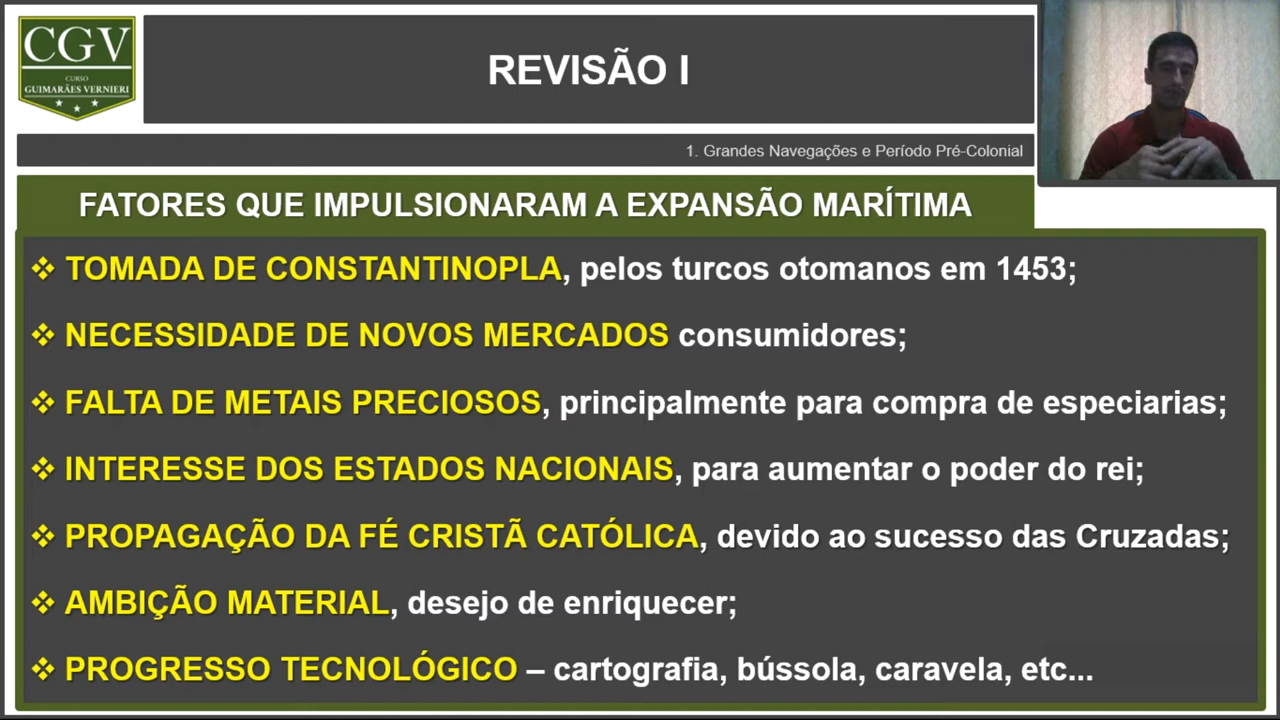 CGV
CURSO
GUIMARÃES VERNIERI
REVISÃO I
1. Grandes Navegações e Período Pré-Colonial
FATORES QUE IMPULSIONARAM A EXPANSÃO MARÍTIMA
❖ TOMADA DE CONSTANTINOPLA, pelos turcos otomanos em 1453;
❖ NECESSIDADE DE NOVOS MERCADOS consumidores;
❖ FALTA DE METAIS PRECIOSOS, principalmente para compra de especiarias;
❖ INTERESSE DOS ESTADOS NACIONAIS, para aumentar o poder do rei;
❖ PROPAGAÇÃO DA FÉ CRISTÃ CATÓLICA, devido ao sucesso das Cruzadas;
❖ AMBIÇÃO MATERIAL, desejo de enriquecer;
❖ PROGRESSO TECNOLÓGICO – cartografia, bússola, caravela, etc...